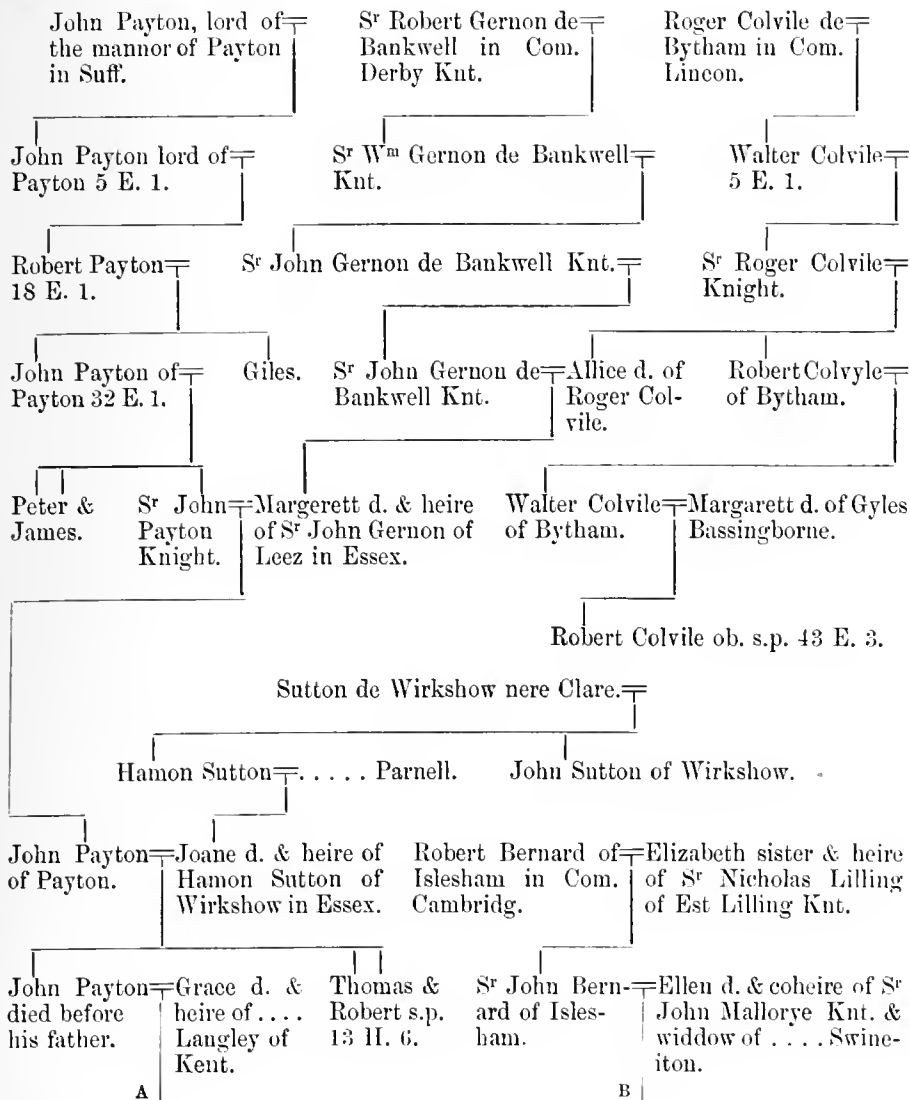 John Payton, lord of
the mannor of Payton
in Suff.
Sr Robert Gernon de
Bankwell in Com.
Derby Knt.
Roger Colvile de
Bytham in Com.
Lincon.
John Payton lord of
Payton 5 E. 1.
Sr Wm Gernon de Bankwell
Knt.
Walter Colvile
5 E. 1.
Robert Payton
18 E. 1.
Sr John Gernon de Bankwell Knt.
Sr Roger Colvile
Knight.
John Payton of
Payton 32 E. 1.
Giles.
Sr John Gernon de
Bankwell Knt.
Allice d. of
Roger Col-
vile.
Robert Colvyle
of Bytham.
Peter &
James.
Sr John
Payton
Knight.
Margerett d. & heire
of Sr John Gernon of
Leez in Essex.
Walter Colvile
of Bytham.
Margarett d. of Gyles
Bassingborne.
Robert Colvile ob. s.p. 43 E. 3.
Sutton de Wirkshow nere Clare.
Hamon Sutton
. . . . . Parnell.
John Sutton of Wirkshow.
John Payton
of Payton.
Joane d. & heire of
Hamon Sutton of
Wirkshow in Essex.
Robert Bernard of
Islesham in Com.
Cambridg.
Elizabeth sister & heire
of Sr Nicholas Lilling
of Est Lilling Knt.
John Payton
died before
his father.
Grace d. &
heire of . . . .
Langley of
Kent.
Thomas &
Robert s.p.
13 H. 6.
Sr John Bern-
ard of Isles-
ham.
Ellen d. & coheire of Sr
John Mallorye Knt. &
widdow of . . . . Swine-
iton.
A
B